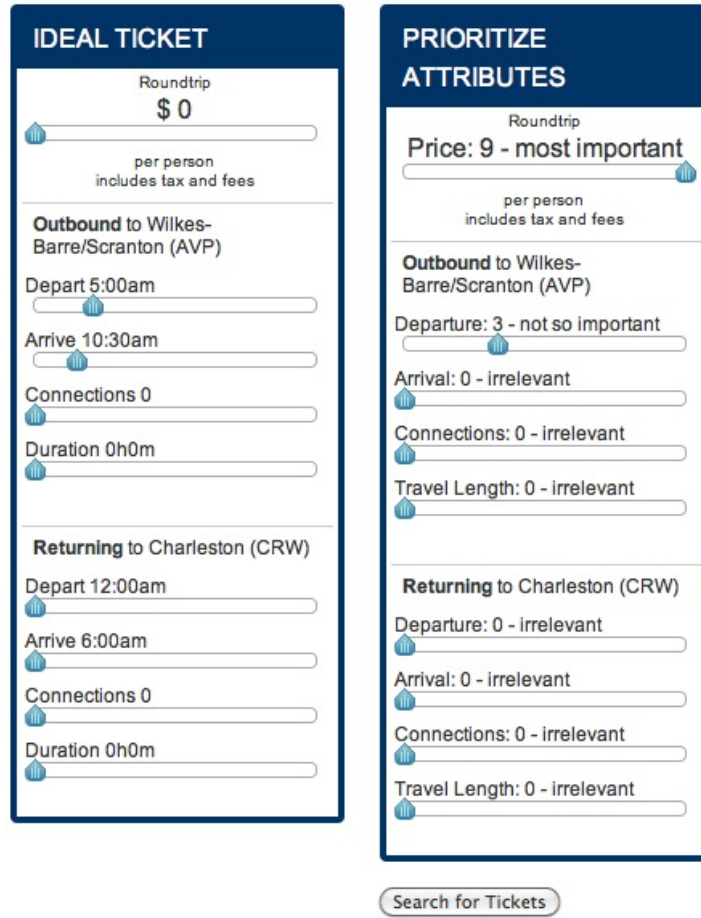 IDEAL TICKET
Roundtrip
$ 0
per person
includes tax and fees
Outbound to Wilkes-
Barre/Scranton (AVP)
Depart 5:00am
Arrive 10:30am
Connections 0
Duration 0h0m
Returning to Charleston (CRW)
Depart 12:00am
Arrive 6:00am
Connections 0
Duration 0h0m
PRIORITIZE
ATTRIBUTES
Roundtrip
Price: 9 - most important
per person
includes tax and fees
Outbound to Wilkes-
Barre/Scranton (AVP)
Departure: 3 - not so important
Arrival: 0 - irrelevant
Connections: 0 - irrelevant
Travel Length: 0 - irrelevant
Returning to Charleston (CRW)
Departure: 0 - irrelevant
Arrival: 0 - irrelevant
Connections: 0 - irrelevant
Travel Length: 0 - irrelevant
Search for Tickets